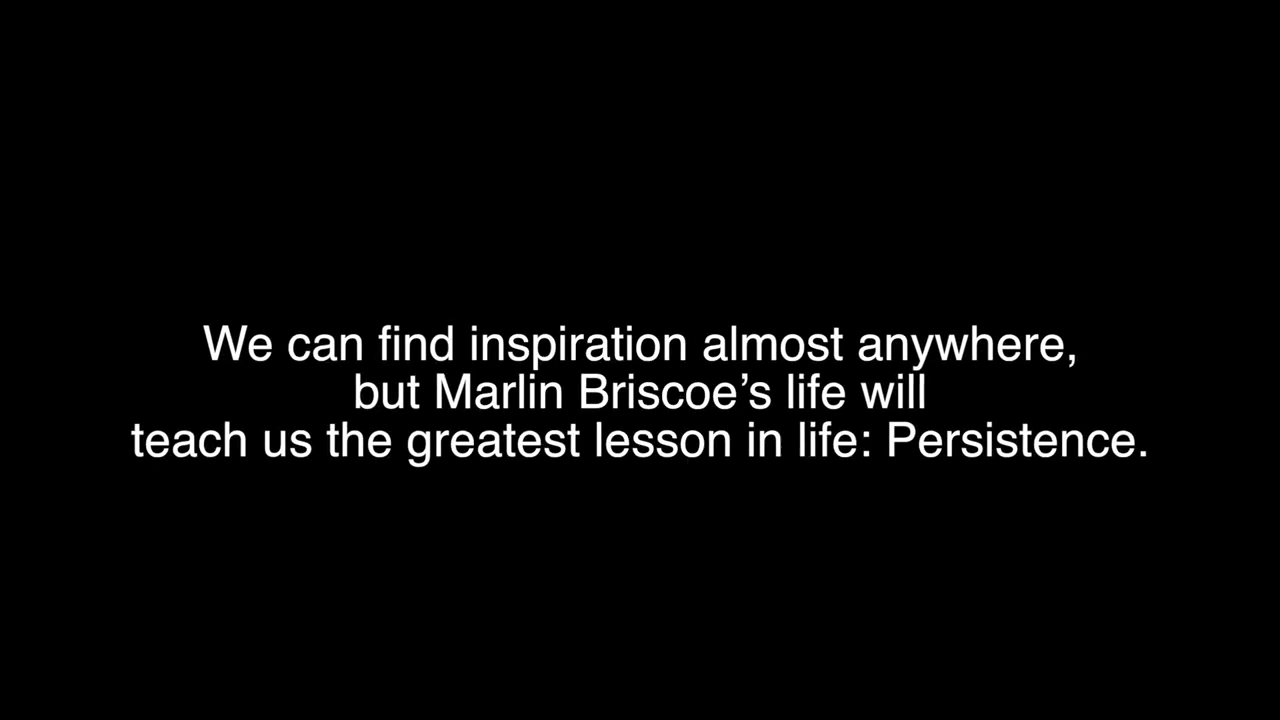 We can find inspiration almost anywhere,
but Marlin Briscoe’s life will
teach us the greatest lesson in life: Persistence.